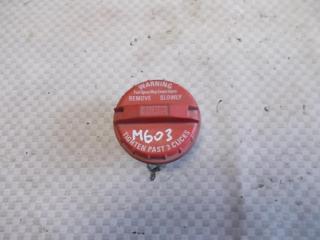 WARNING
REMOVE SLOWLY
M603
TIGHTEN PAST 3 CLICKS